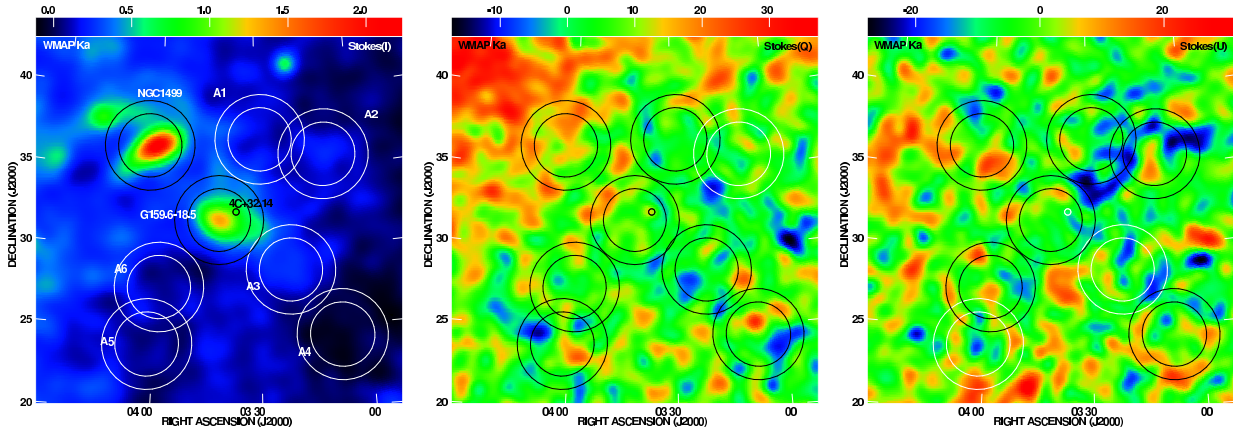 0.0 0.5 1.0 1.5 2.0
WMAP Ka Stokes(I)
NGC1499
A1
A2
4C+32.14
G159.6-18.5
A6
A3
A5
A4
40
35
30
25
20
DECLINATION (J2000)
04 00 03 30 00
RIGHT ASCENSION (J2000)
-10 0 10 20 30
WMAP Ka Stokes(Q)
40
35
30
25
20
DECLINATION (J2000)
04 00 03 30 00
RIGHT ASCENSION (J2000)
-20 0 20
WMAP Ka Stokes(U)
40
35
30
25
20
DECLINATION (J2000)
04 00 03 30 00
RIGHT ASCENSION (J2000)